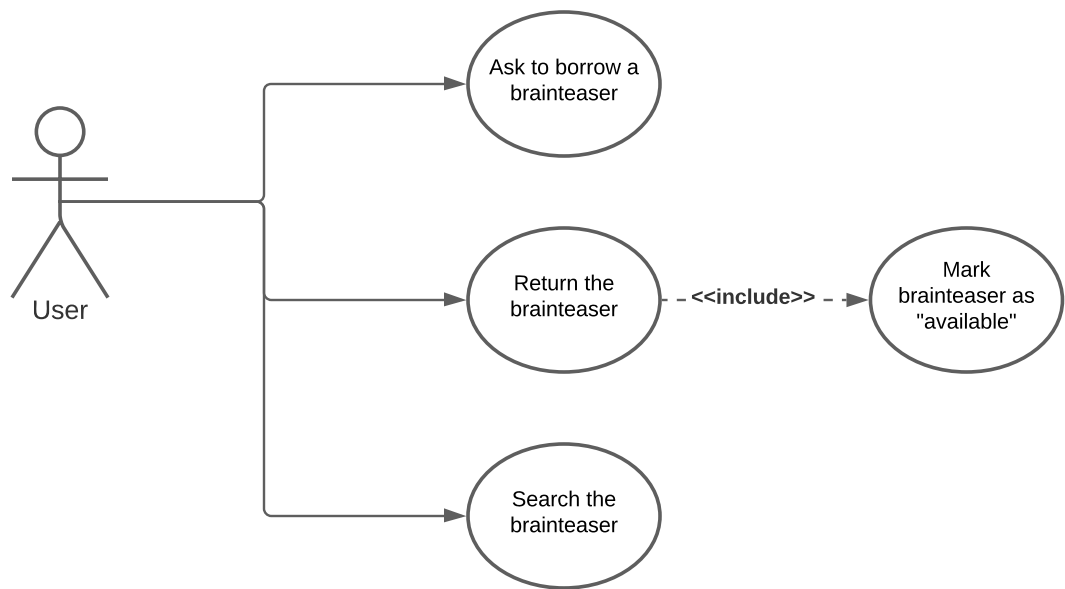 Ask to borrow a
brainteaser
User
Return the
brainteaser
<<include>>
Mark
brainteaser as
"available"
Search the
brainteaser